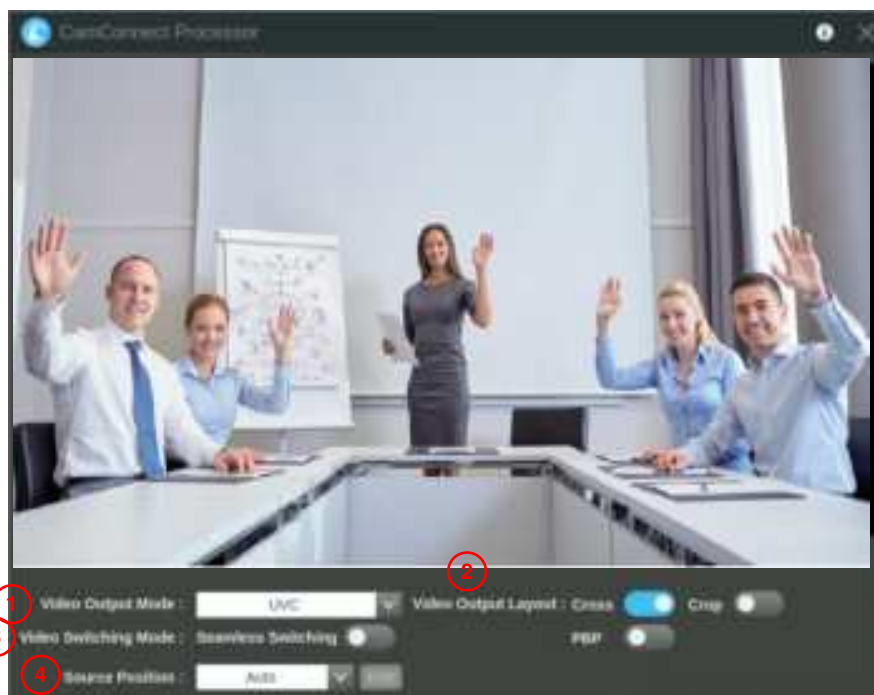 CamConnect Processor
2
1 Video Output Mode : UVC Video Output Layout : Cross Crop
Video Switching Mode : Seamless Switching PBP
4 Source Position : Auto